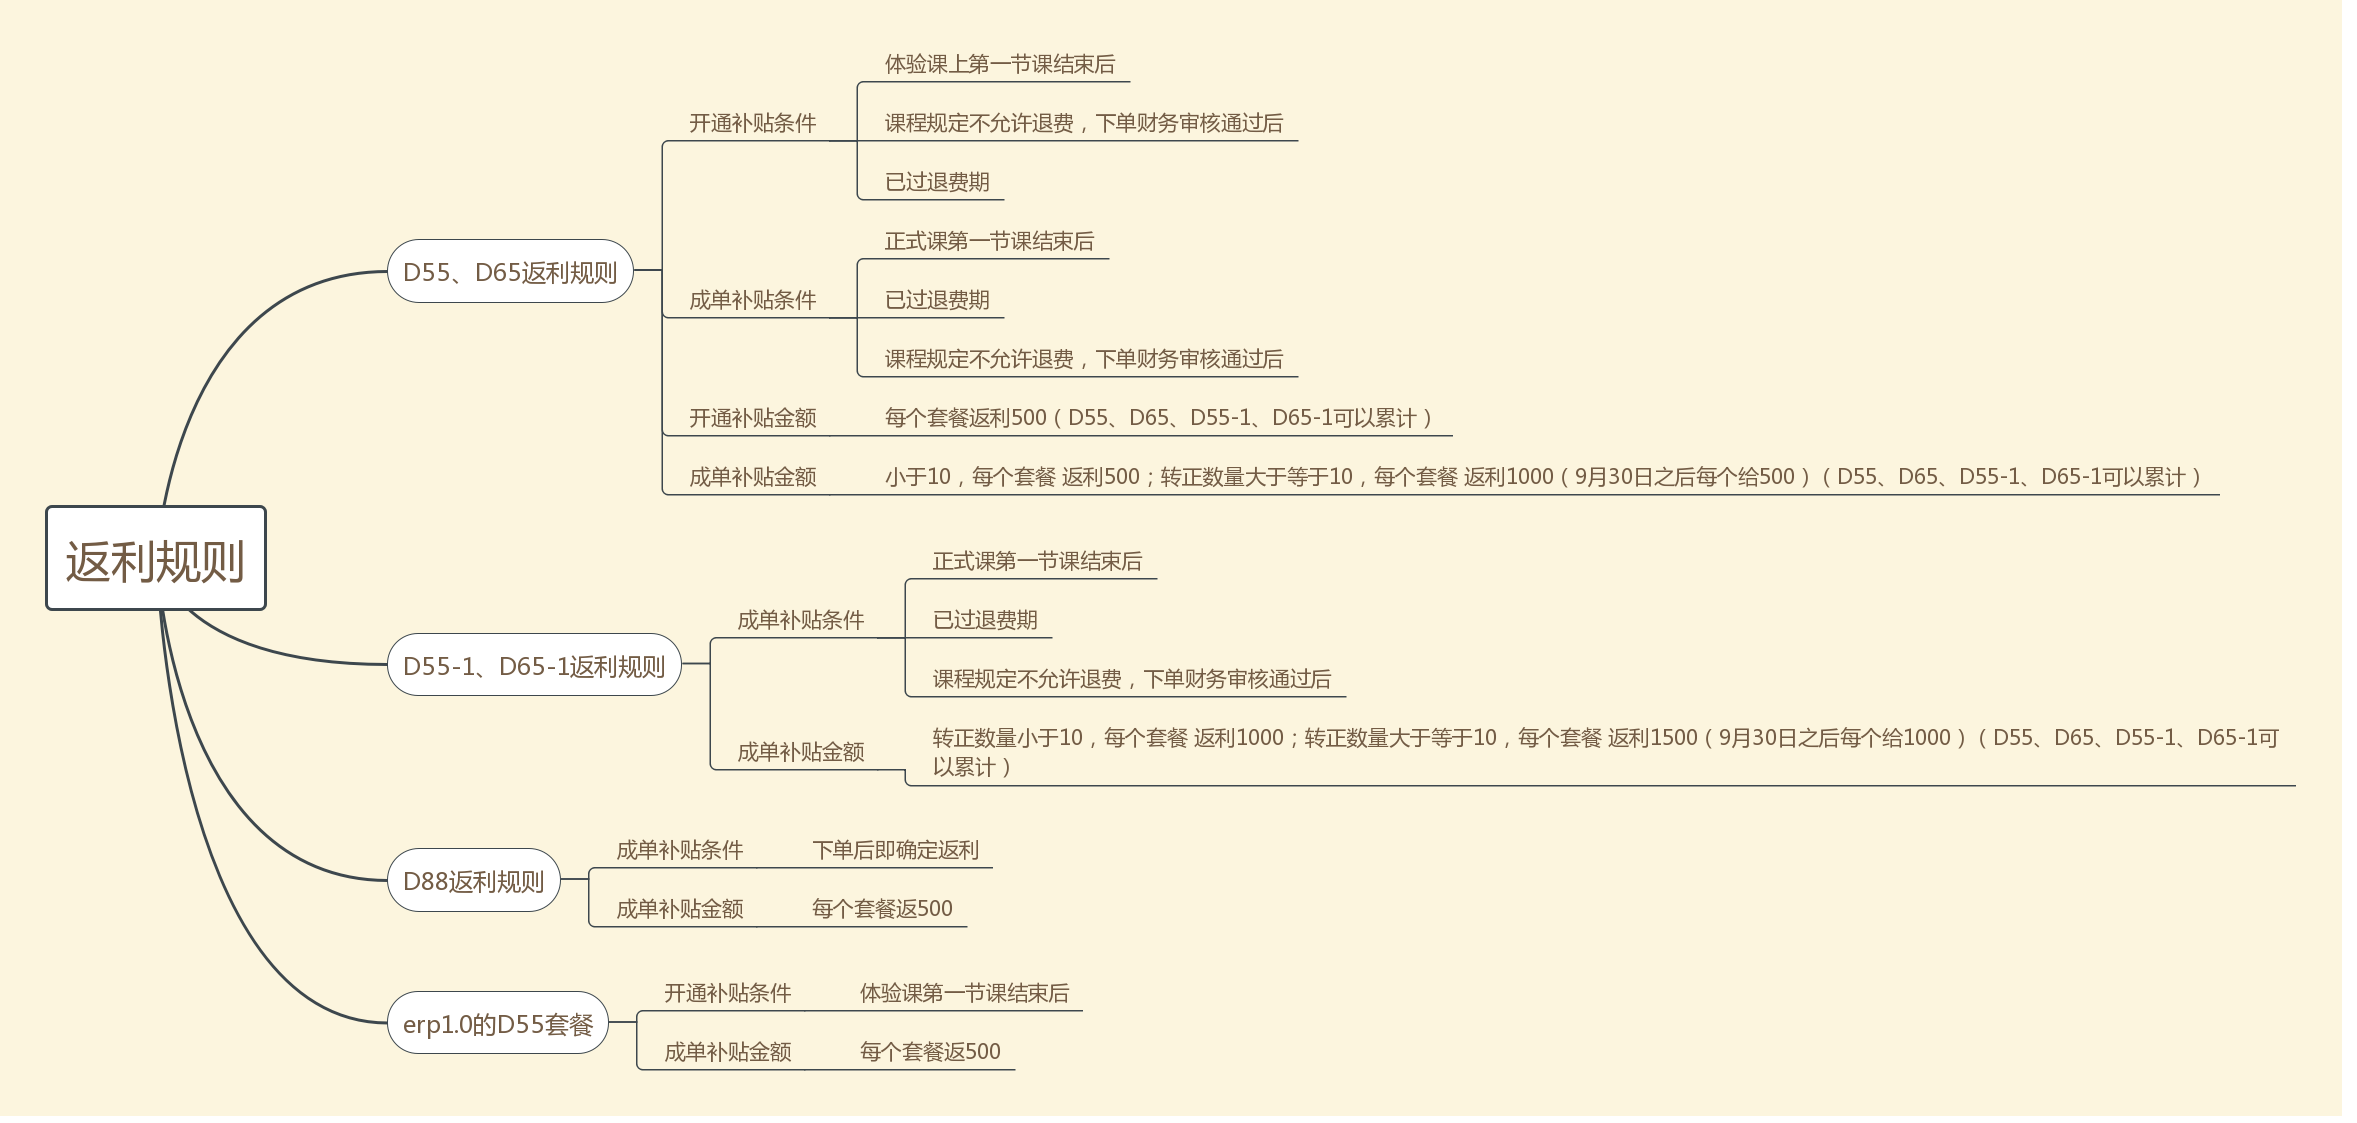 返利规则
D55、D65返利规则
开通补贴条件
体验课上第一节课结束后
课程规定不允许退费，下单财务审核通过后
已过退费期
成单补贴条件
正式课第一节课结束后
已过退费期
课程规定不允许退费，下单财务审核通过后
开通补贴金额
每个套餐返利500（D55、D65、D55-1、D65-1可以累计）
成单补贴金额
小于10，每个套餐 返利500；转正数量大于等于10，每个套餐 返利1000（9月30日之后每个给500）（D55、D65、D55-1、D65-1可以累计）
D55-1、D65-1返利规则
成单补贴条件
正式课第一节课结束后
已过退费期
课程规定不允许退费，下单财务审核通过后
成单补贴金额
转正数量小于10，每个套餐 返利1000；转正数量大于等于10，每个套餐 返利1500（9月30日之后每个给1000）（D55、D65、D55-1、D65-1可
以累计）
D88返利规则
成单补贴条件
下单后即确定返利
成单补贴金额
每个套餐返500
erp1.0的D55套餐
开通补贴条件
体验课第一节课结束后
成单补贴金额
每个套餐返500